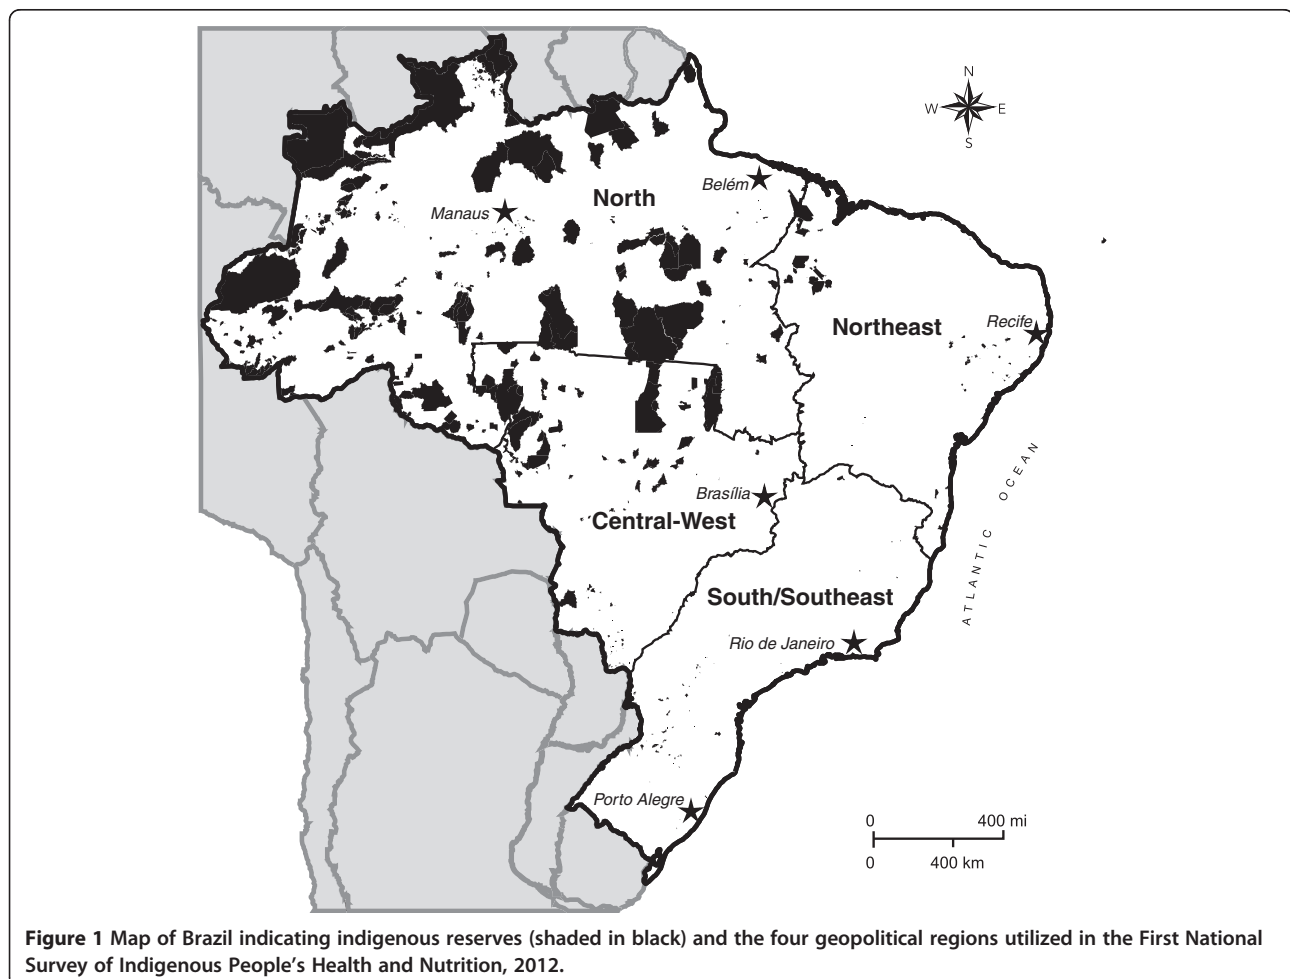 N
W E
S
Belém
North
Manaus
Northeast
Recife
ATLANTIC OCEAN
Brasília
Central-West
South/Southeast
Rio de Janeiro
Porto Alegre
0 400 mi
0 400 km
Figure 1 Map of Brazil indicating indigenous reserves (shaded in black) and the four geopolitical regions utilized in the First National
Survey of Indigenous People's Health and Nutrition, 2012.